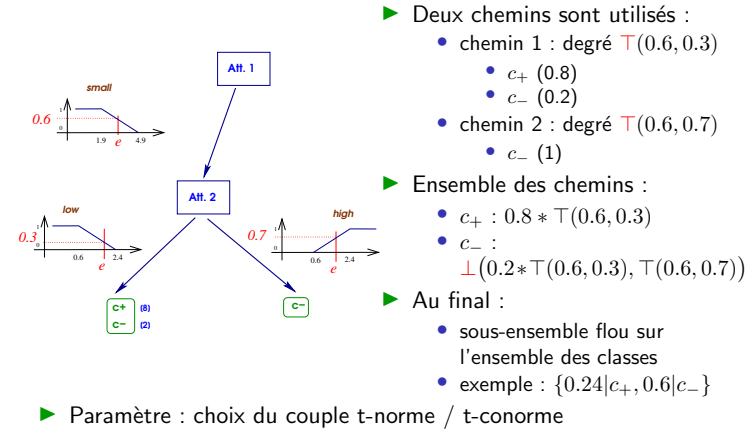 Att. 1
small
1
0.6
0
1.9 e 4.9
Att. 2
low
1
0.3
0
0.6 e 2.4
high
1
0.7
0
0.6 e 2.4
c+ (8)
c− (2)
c−
▶ Deux chemins sont utilisés :
• chemin 1 : degré ⊤(0.6, 0.3)
• c₊ (0.8)
• c₋ (0.2)
• chemin 2 : degré ⊤(0.6, 0.7)
• c₋ (1)
▶ Ensemble des chemins :
• c₊ : 0.8 ∗ ⊤(0.6, 0.3)
• c₋ :
⊥(0.2∗⊤(0.6, 0.3), ⊤(0.6, 0.7))
▶ Au final :
• sous-ensemble flou sur
l'ensemble des classes
• exemple : {0.24|c₊, 0.6|c₋}
▶ Paramètre : choix du couple t-norme / t-conorme